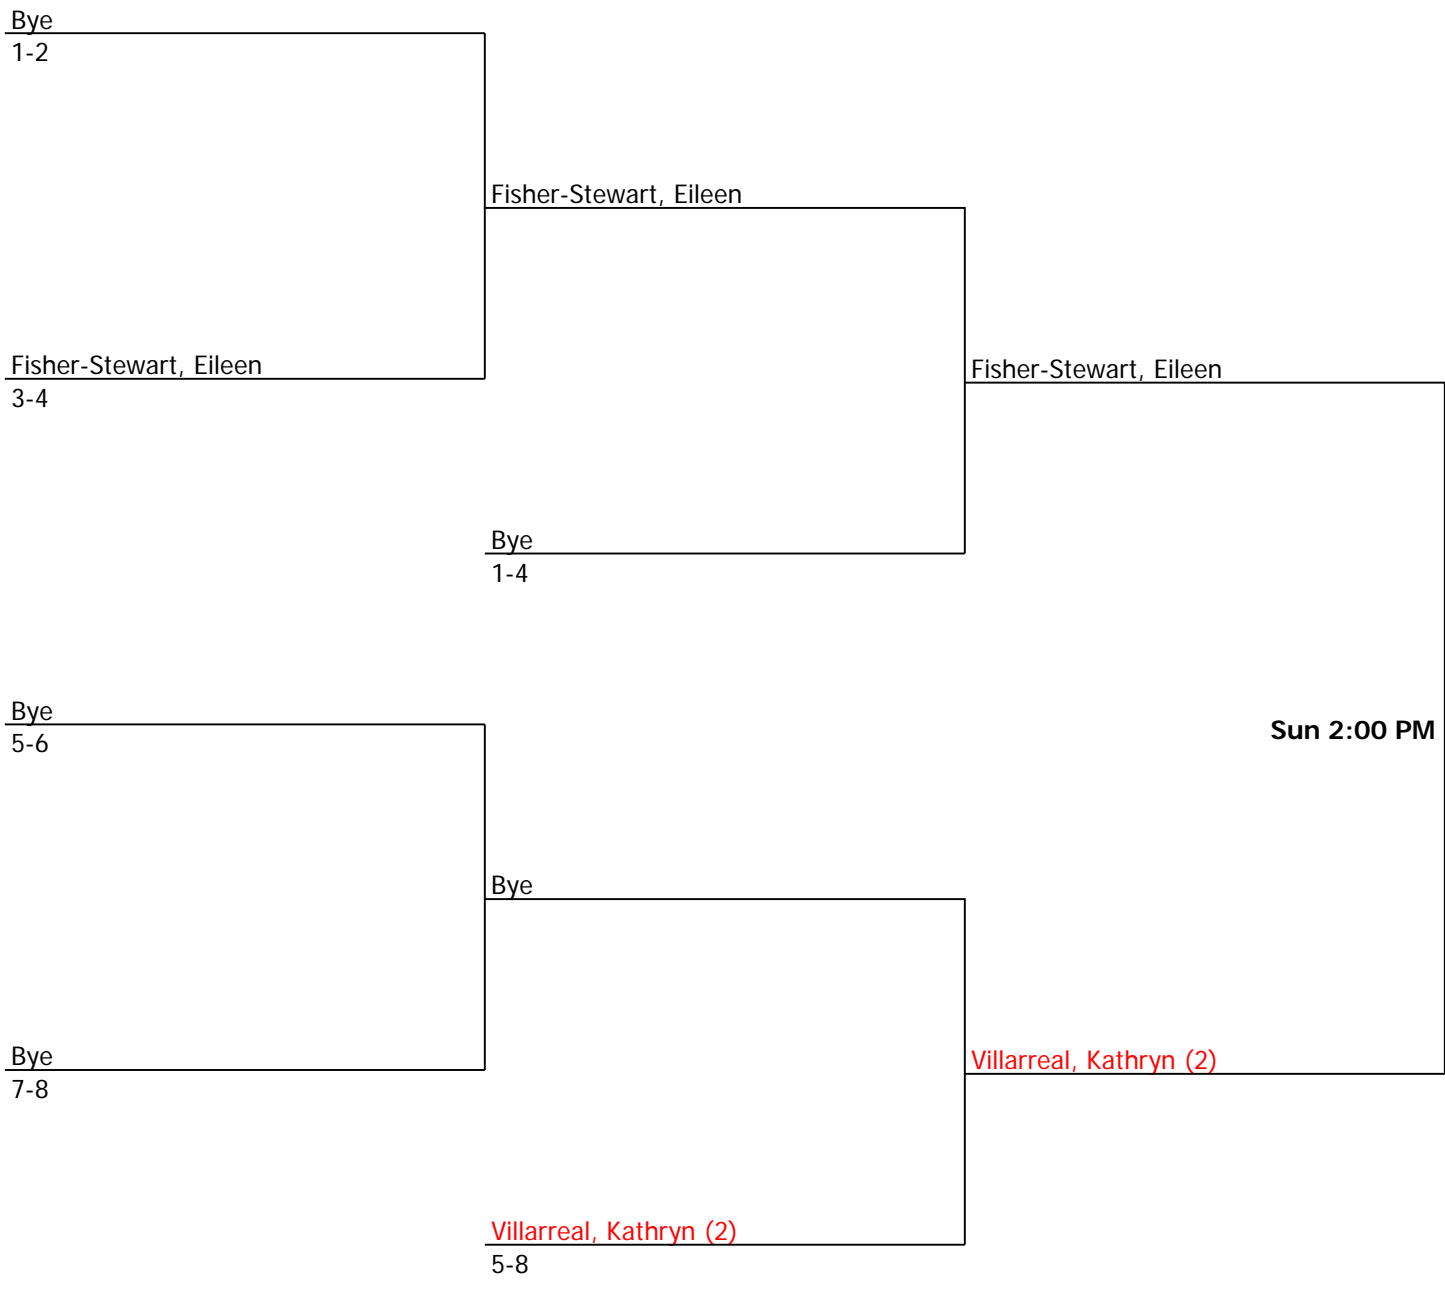 Bye
1-2
Fisher-Stewart, Eileen
Fisher-Stewart, Eileen
3-4
Fisher-Stewart, Eileen
Bye
1-4
Bye
5-6
Sun 2:00 PM
Bye
Bye
7-8
Villarreal, Kathryn (2)
Villarreal, Kathryn (2)
5-8